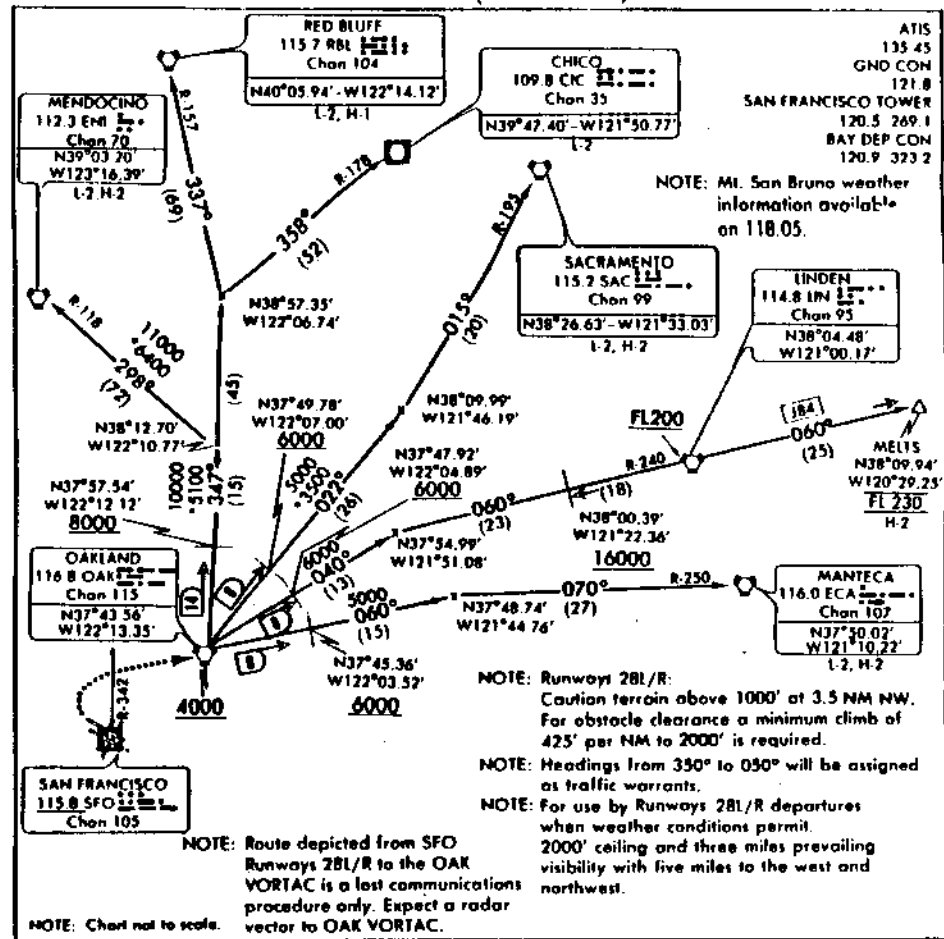 RED BLUFF
115.7 RBL
Chan 104
N40°05.94'-W122°14.12'
L-2, H-1
CHICO
109.8 CIC
Chan 35
N39°47.40'-W121°50.77'
L-2
ATIS
135.45
GND CON
121.8
SAN FRANCISCO TOWER
120.5 269.1
BAY DEP CON
120.9 323.2
NOTE: Mt. San Bruno weather
information available
on 118.05.
MENDOCINO
112.3 ENI
Chan 70
N39°03.20'
W123°16.39'
L-2, H-2
R-157
337°
(69)
R-178
358°
(52)
R-195
SACRAMENTO
115.2 SAC
Chan 99
N38°26.63'-W121°33.03'
L-2, H-2
LINDEN
114.8 LIN
Chan 95
N38°04.48'
W121°00.17'
N38°57.35'
W122°06.74'
R-118
11000
*6400
298°
(72)
(45)
015°
(20)
N38°12.70'
W122°10.77'
N37°49.78'
W122°07.00'
6000
N38°09.99'
W121°46.19'
FL200
J84
060°
(25)
MELTS
N38°09.94'
W120°29.25'
FL 230
H-2
N37°57.54'
W122°12.12'
8000
10000
*5100
347°
(15)
5000
*3500
022°
(26)
N37°47.92'
W122°04.89'
6000
R-240
(18)
060°
(23)
N38°00.39'
W121°22.36'
16000
N37°54.99'
W121°51.08'
6000
040°
(13)
OAKLAND
116.8 OAK
Chan 115
N37°43.56'
W122°13.35'
14
8
8
8
5000
060°
(15)
070°
(27)
R-250
N37°48.74'
W121°44.76'
MANTECA
116.0 ECA
Chan 107
N37°50.02'
W121°10.22'
L-2, H-2
N37°45.36'
W122°03.52'
6000
4000
R-342
SAN FRANCISCO
115.8 SFO
Chan 105
NOTE: Runways 28L/R:
Caution terrain above 1000' at 3.5 NM NW.
For obstacle clearance a minimum climb of
425' per NM to 2000' is required.
NOTE: Headings from 350° to 050° will be assigned
as traffic warrants.
NOTE: For use by Runways 28L/R departures
when weather conditions permit.
2000' ceiling and three miles prevailing
visibility with five miles to the west and
northwest.
NOTE: Route depicted from SFO
Runways 28L/R to the OAK
VORTAC is a lost communications
procedure only. Expect a radar
vector to OAK VORTAC.
NOTE: Chart not to scale.